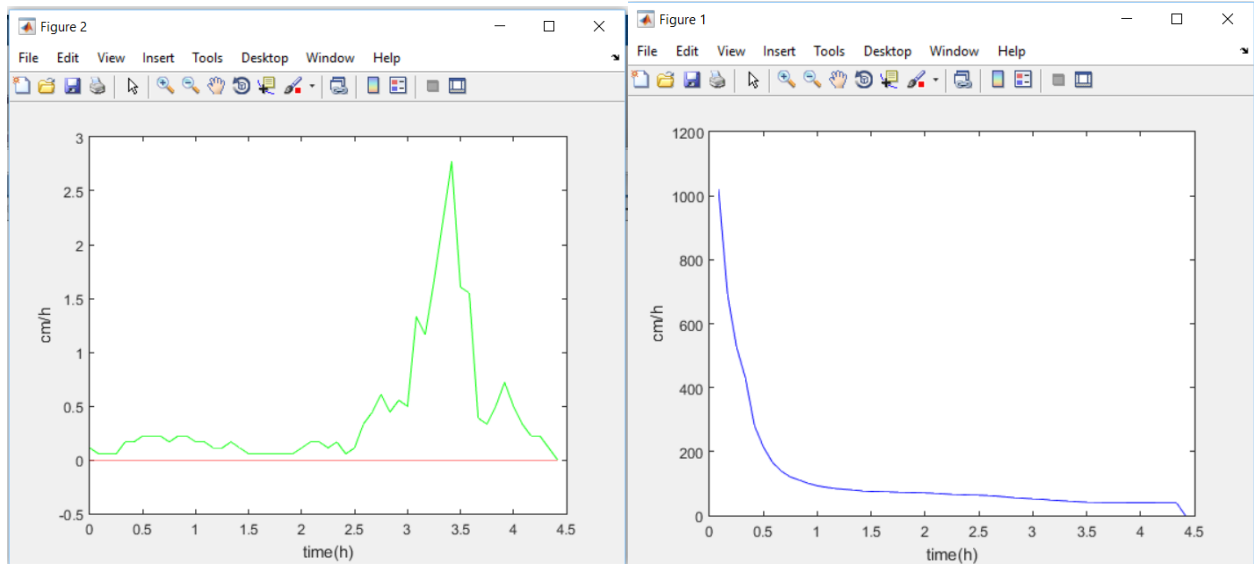 Figure 2
File Edit View Insert Tools Desktop Window Help
3
2.5
2
1.5
1
0.5
0
-0.5
cm/h
0 0.5 1 1.5 2 2.5 3 3.5 4 4.5
time(h)
Figure 1
File Edit View Insert Tools Desktop Window Help
1200
1000
800
600
400
200
0
cm/h
0 0.5 1 1.5 2 2.5 3 3.5 4 4.5
time(h)